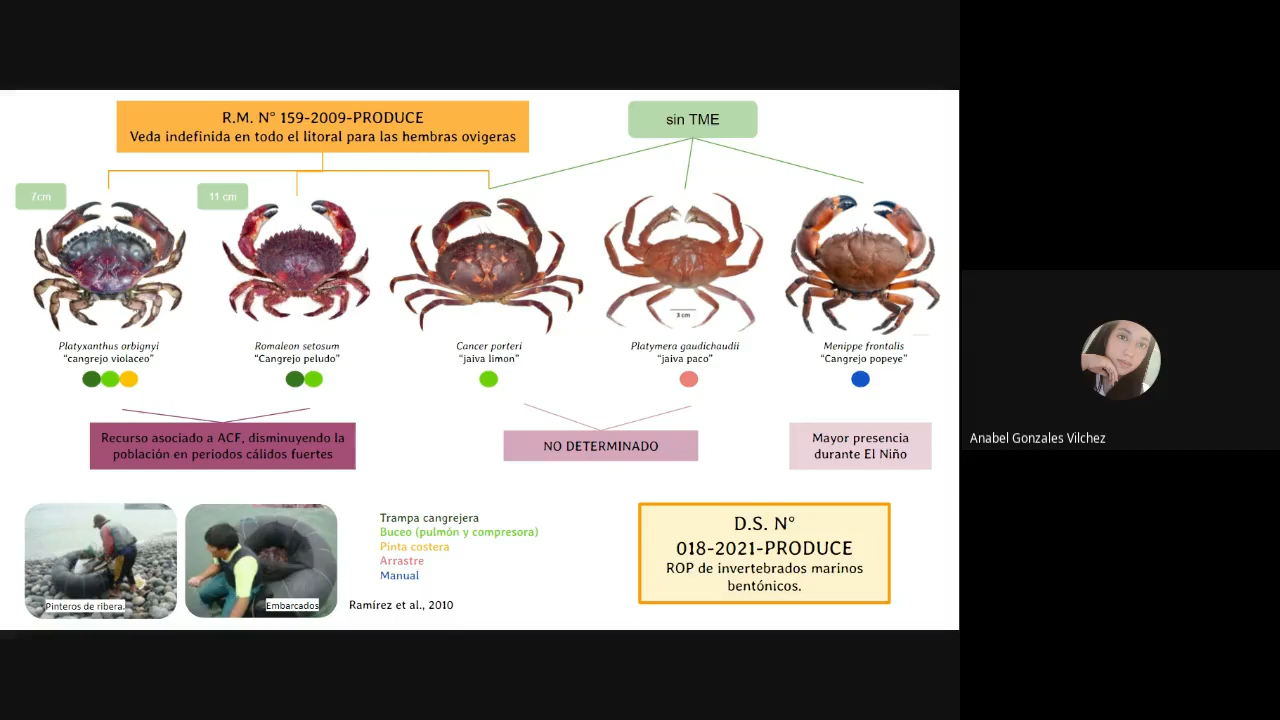 R.M. N° 159-2009-PRODUCE
Veda indefinida en todo el litoral para las hembras ovigeras
sin TME
7cm
11 cm
3 cm
Platyxanthus orbignyi
“cangrejo violaceo”
Romaleon setosum
“Cangrejo peludo”
Cancer porteri
“jaiva limon”
Platymera gaudichaudii
“jaiva paco”
Menippe frontalis
“Cangrejo popeye”
Recurso asociado a ACF, disminuyendo la
población en periodos cálidos fuertes
NO DETERMINADO
Mayor presencia
durante El Niño
Pinteros de ribera.
Embarcados
Trampa cangrejera
Buceo (pulmón y compresora)
Pinta costera
Arrastre
Manual
Ramírez et al., 2010
D.S. N°
018-2021-PRODUCE
ROP de invertebrados marinos
bentónicos.
Anabel Gonzales Vilchez